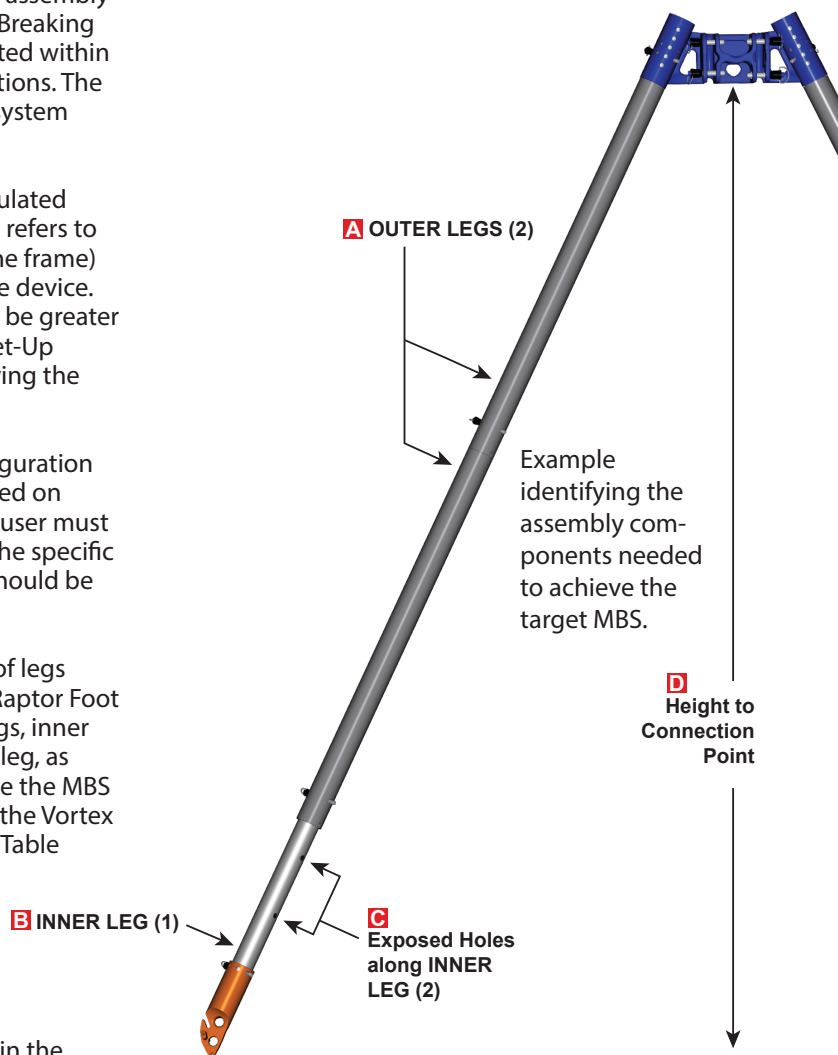 assembly
Breaking
ted within
tions. The
system
ulated
refers to
ne frame)
e device.
be greater
et-Up
ing the
guration
ed on
user must
he specific
hould be
of legs
Raptor Foot
gs, inner
leg, as
e the MBS
the Vortex
Table
in the
A OUTER LEGS (2)
Example
identifying the
assembly com-
ponents needed
to achieve the
target MBS.
D
Height to
Connection
Point
B INNER LEG (1)
C
Exposed Holes
along INNER
LEG (2)